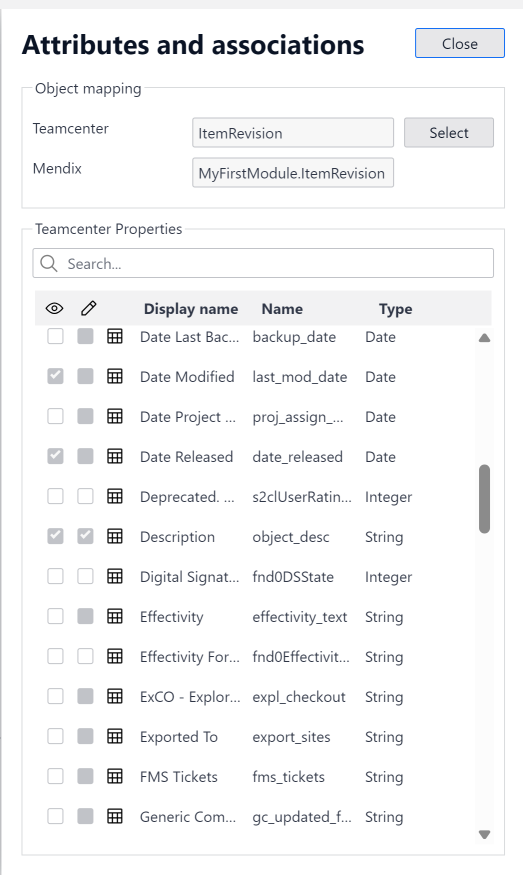 Attributes and associations
Close
Object mapping
Teamcenter
ItemRevision
Select
Mendix
MyFirstModule.ItemRevision
Teamcenter Properties
Search...
Display name Name Type
Date Last Bac... backup_date Date
Date Modified last_mod_date Date
Date Project ... proj_assign_... Date
Date Released date_released Date
Deprecated. ... s2clUserRatin... Integer
Description object_desc String
Digital Signat... fnd0DSState Integer
Effectivity effectivity_text String
Effectivity For... fnd0Effectivit... String
ExCO - Explor... expl_checkout String
Exported To export_sites String
FMS Tickets fms_tickets String
Generic Com... gc_updated_f... String